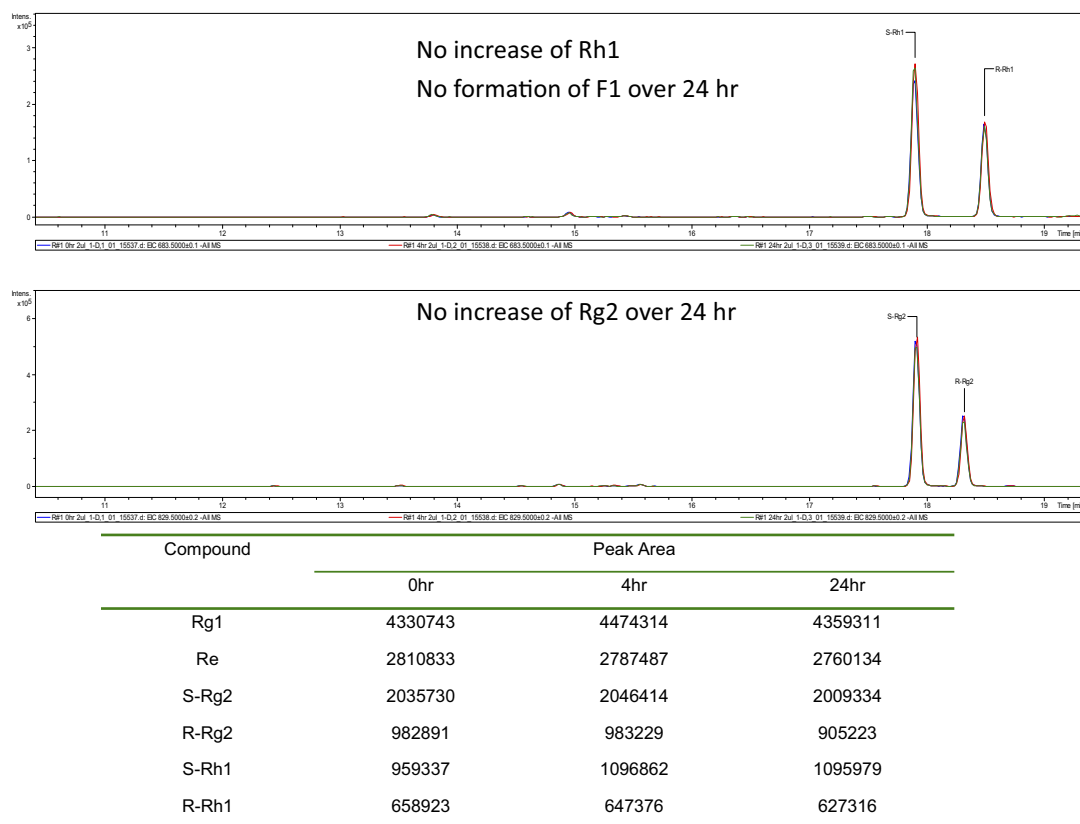 Intens.
x10⁵
No increase of Rh1
No formation of F1 over 24 hr
S-Rh1
R-Rh1
3
2
1
0
11 12 13 14 15 16 17 18 19 Time [mi
R#1 0hr 2ul_1-D,1_01_15537.d: EIC 683.5000±0.1 -All MS R#1 4hr 2ul_1-D,2_01_15538.d: EIC 683.5000±0.1 -All MS R#1 24hr 2ul_1-D,3_01_15539.d: EIC 683.5000±0.1 -All MS
Intens.
x10⁵
No increase of Rg2 over 24 hr
S-Rg2
R-Rg2
6
4
2
0
11 12 13 14 15 16 17 18 19 Time [mi
R#1 0hr 2ul_1-D,1_01_15537.d: EIC 829.5000±0.2 -All MS R#1 4hr 2ul_1-D,2_01_15538.d: EIC 829.5000±0.2 -All MS R#1 24hr 2ul_1-D,3_01_15539.d: EIC 829.5000±0.2 -All MS
Compound Peak Area
0hr 4hr 24hr
Rg1 4330743 4474314 4359311
Re 2810833 2787487 2760134
S-Rg2 2035730 2046414 2009334
R-Rg2 982891 983229 905223
S-Rh1 959337 1096862 1095979
R-Rh1 658923 647376 627316